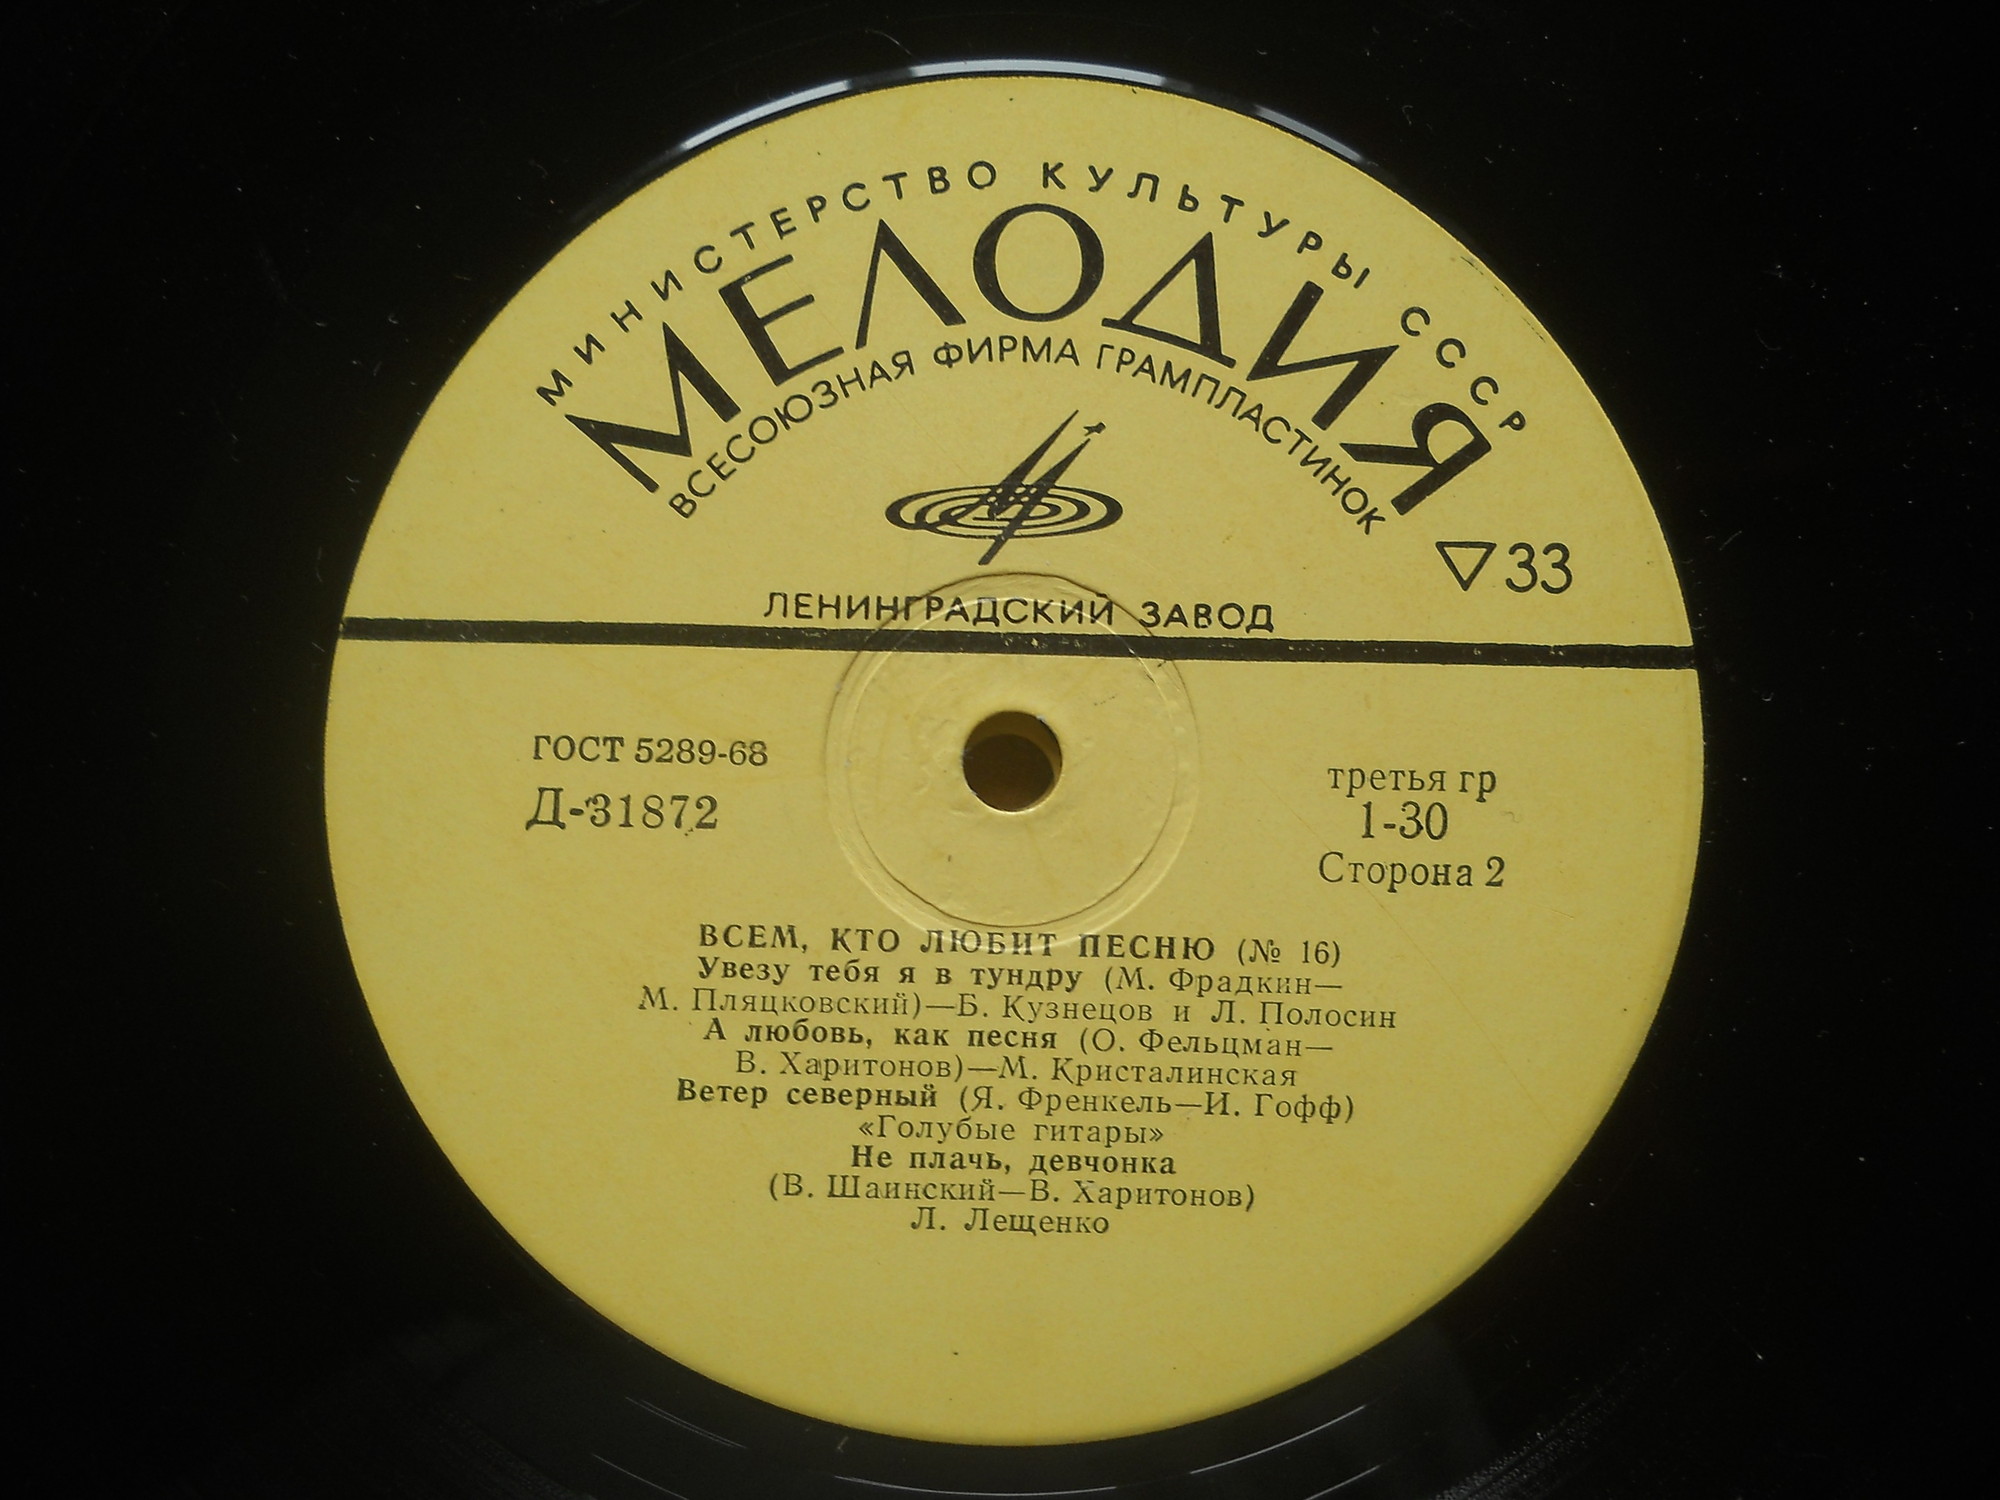 МИНИСТЕРСТВО КУЛЬТУРЫ СССР
МЕЛОДИЯ
ВСЕСОЮЗНАЯ ФИРМА ГРАМПЛАСТИНОК
33
ЛЕНИНГРАДСКИЙ ЗАВОД
ГОСТ 5289-68
Д-31872
третья гр
1-30
Сторона 2
ВСЕМ, КТО ЛЮБИТ ПЕСНЮ (№ 16)
Увезу тебя я в тундру (М. Фрадкин—
М. Пляцковский)—Б. Кузнецов и Л. Полосин
А любовь, как песня (О. Фельцман—
В. Харитонов)—М. Кристалинская
Ветер северный (Я. Френкель—И. Гофф)
«Голубые гитары»
Не плачь, девчонка
(В. Шаинский—В. Харитонов)
Л. Лещенко